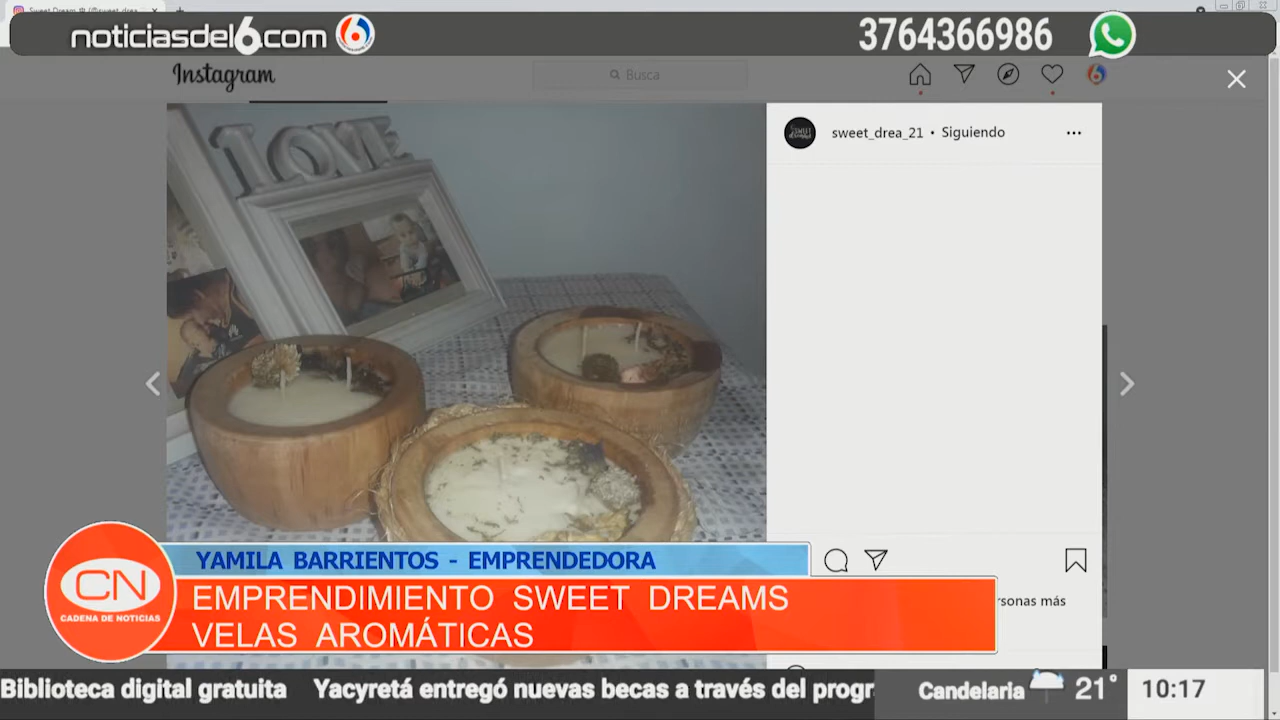 noticiasdel6.com
3764366986
Instagram
Busca
sweet_drea_21 • Siguiendo
LOVE
YAMILA BARRIENTOS - EMPRENDEDORA
CN
CADENA DE NOTICIAS
EMPRENDIMIENTO SWEET DREAMS
VELAS AROMÁTICAS
rsonas más
Biblioteca digital gratuita Yacyretá entregó nuevas becas a través del progr
Candelaria 21°
10:17